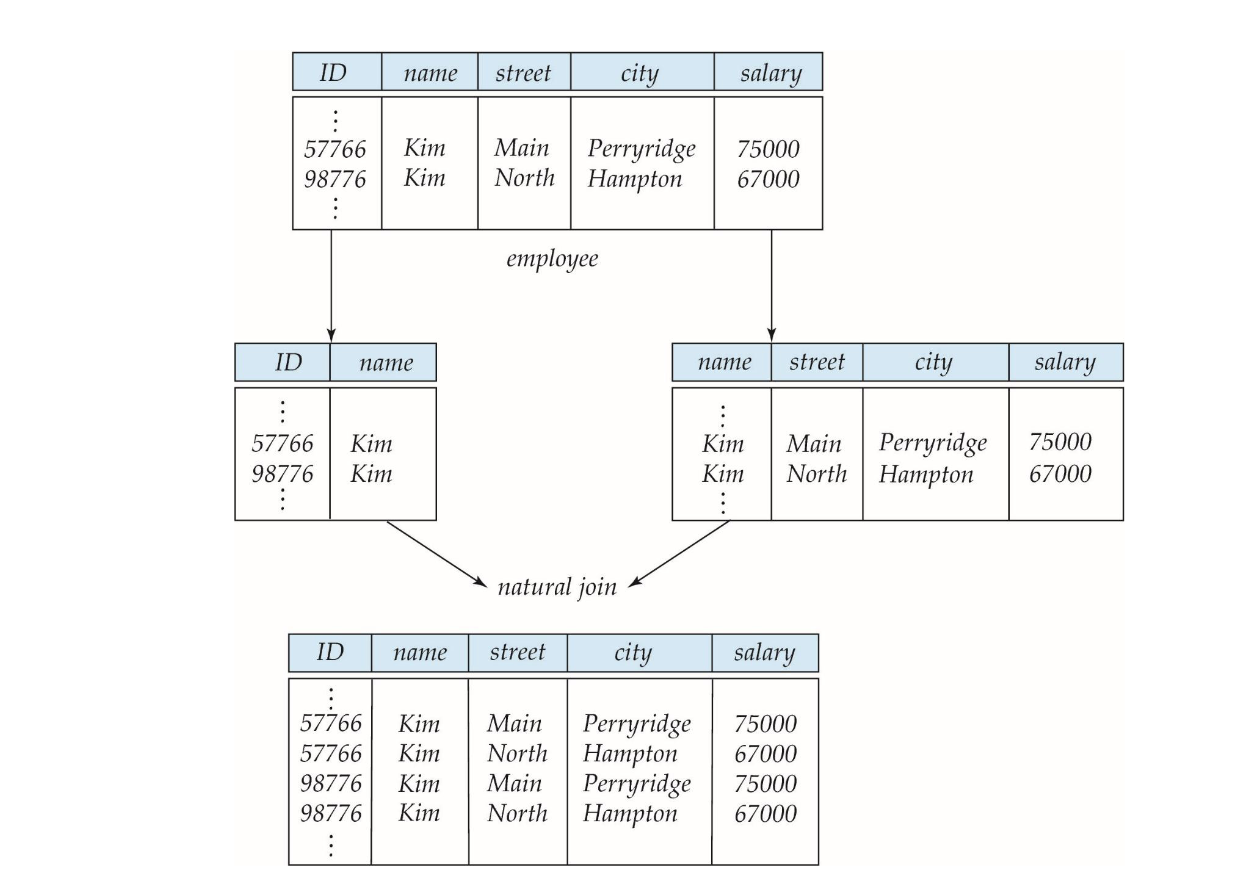 ID name street city salary
⋮
57766 Kim Main Perryridge 75000
98776 Kim North Hampton 67000
⋮
employee
ID name
⋮
57766 Kim
98776 Kim
⋮
name street city salary
⋮
Kim Main Perryridge 75000
Kim North Hampton 67000
⋮
natural join
ID name street city salary
⋮
57766 Kim Main Perryridge 75000
57766 Kim North Hampton 67000
98776 Kim Main Perryridge 75000
98776 Kim North Hampton 67000
⋮